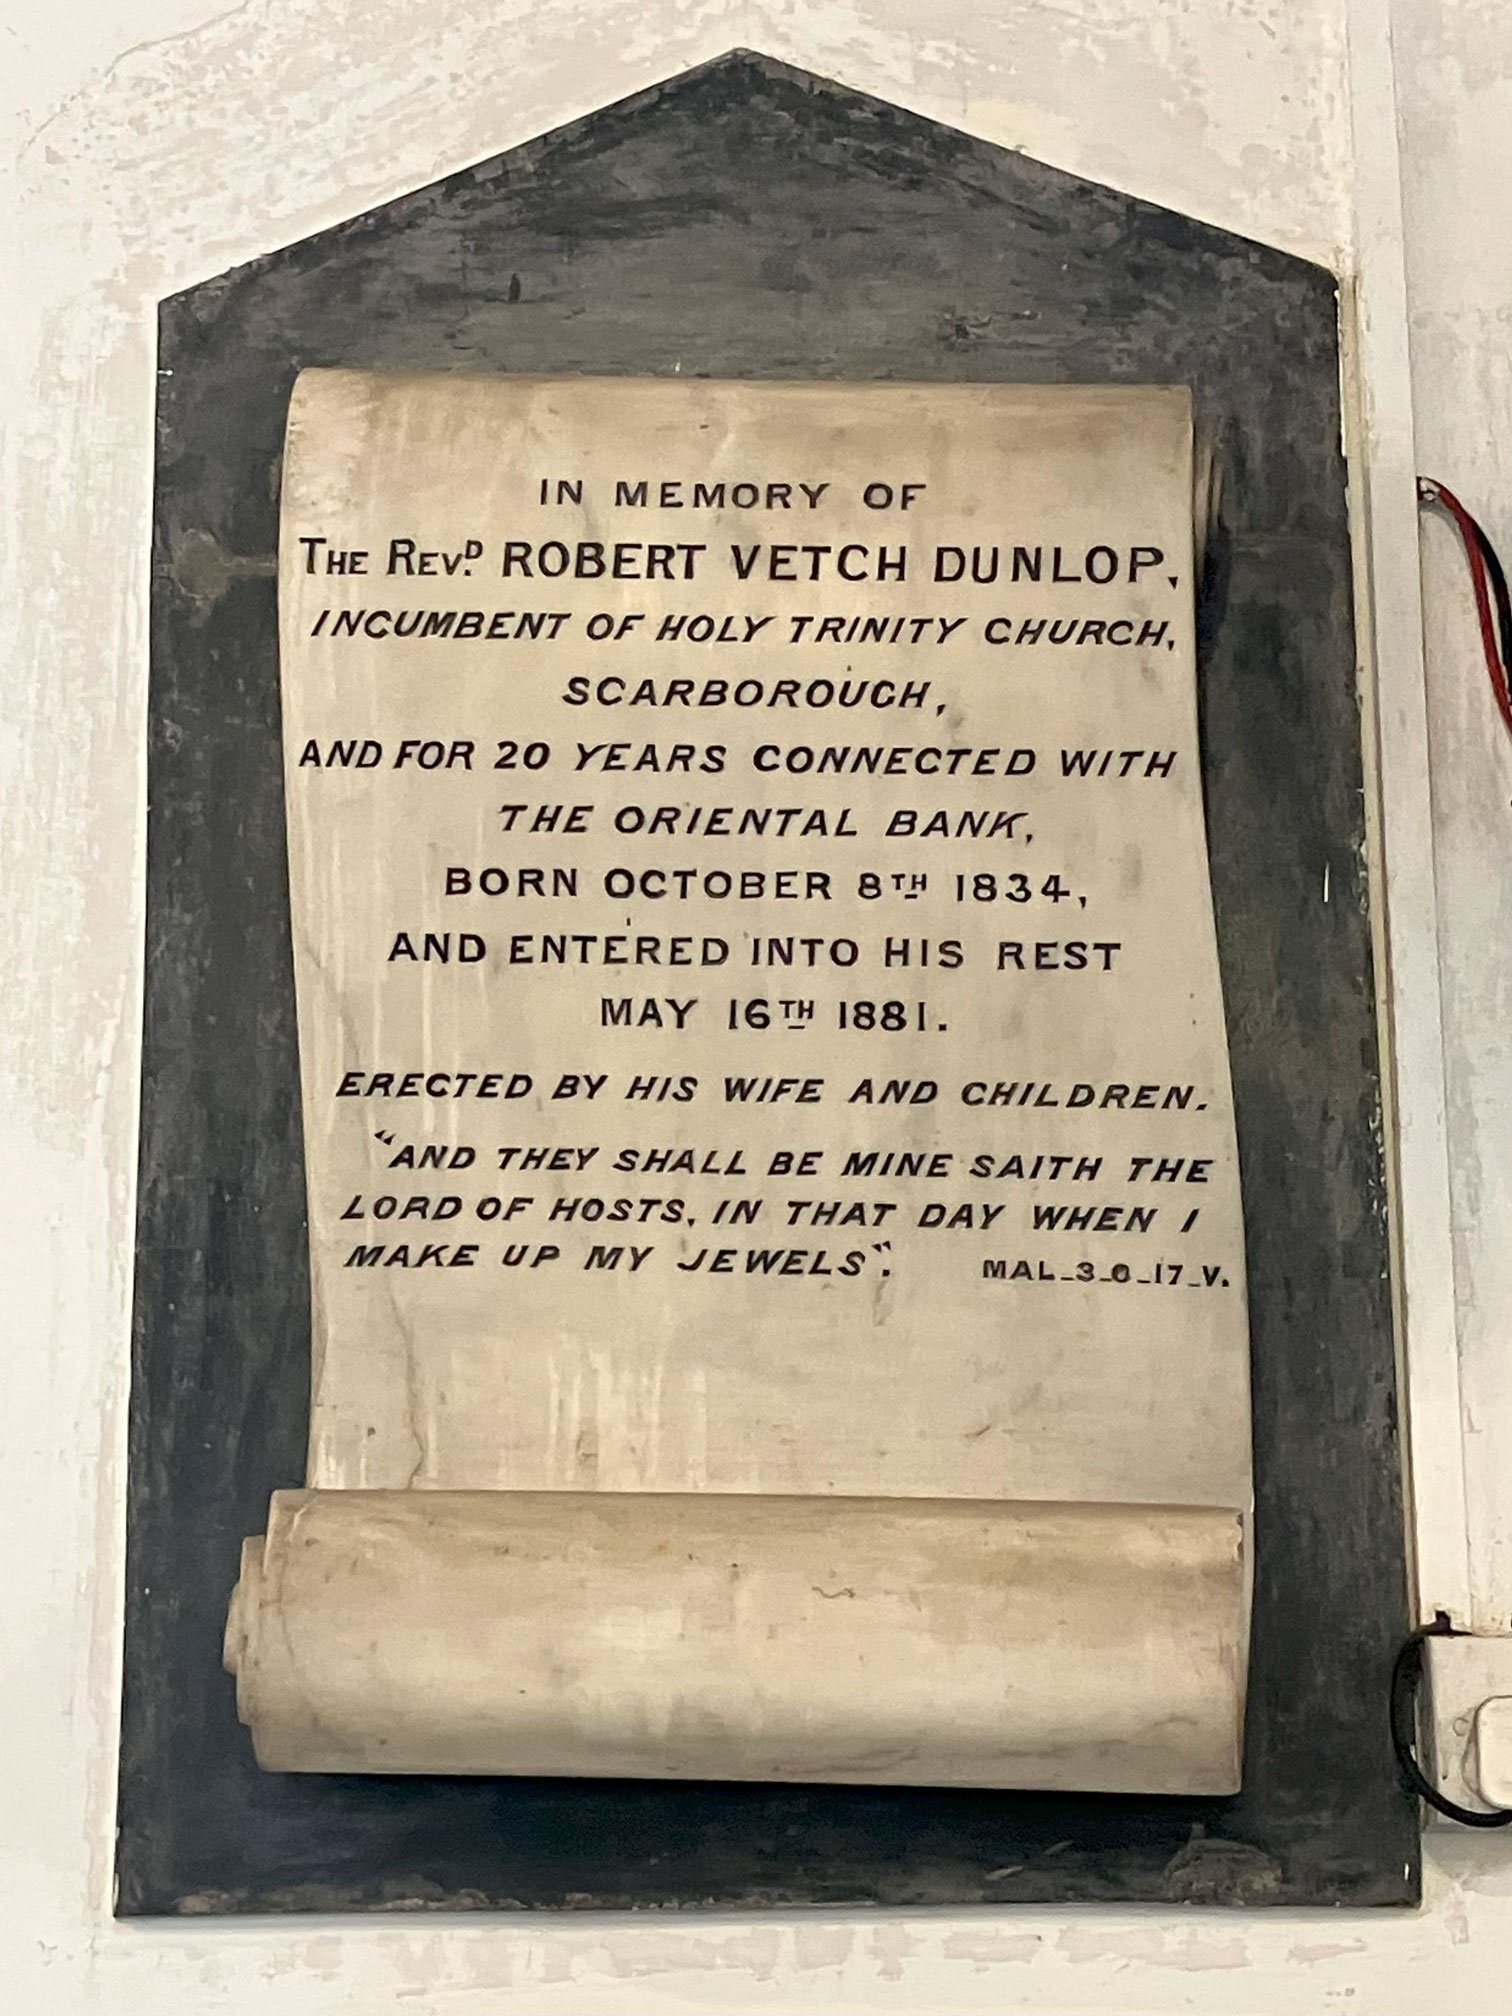 IN MEMORY OF
THE REVD. ROBERT VETCH DUNLOP,
INCUMBENT OF HOLY TRINITY CHURCH,
SCARBOROUGH,
AND FOR 20 YEARS CONNECTED WITH
THE ORIENTAL BANK,
BORN OCTOBER 8TH 1834,
AND ENTERED INTO HIS REST
MAY 16TH 1881.
ERECTED BY HIS WIFE AND CHILDREN.
"AND THEY SHALL BE MINE SAITH THE
LORD OF HOSTS, IN THAT DAY WHEN I
MAKE UP MY JEWELS". MAL_3_C_17_V.